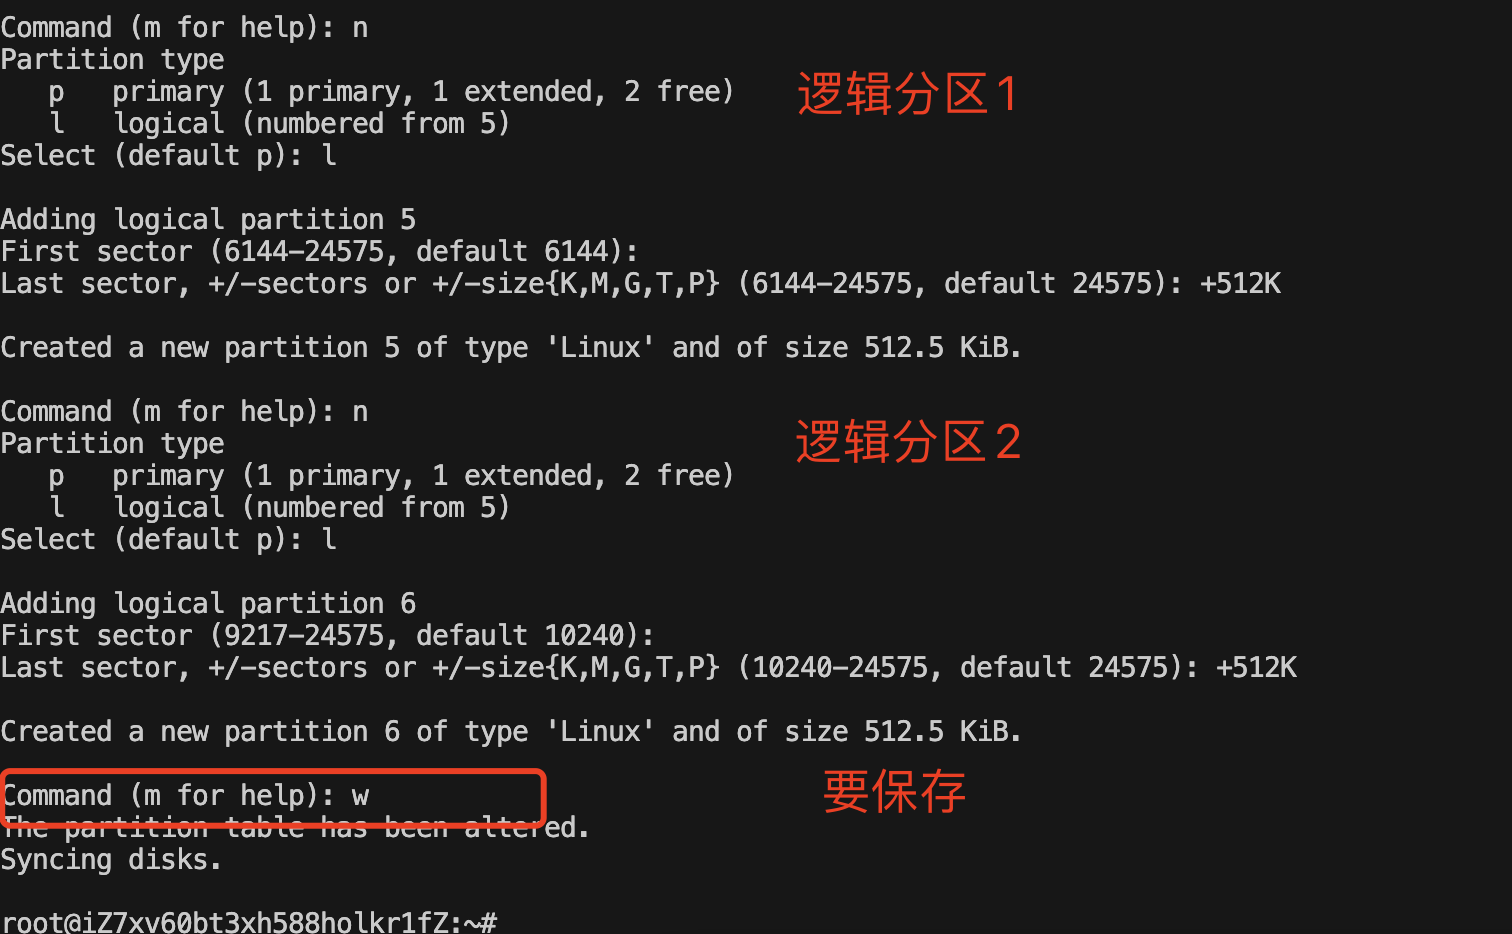 Command (m for help): n
Partition type
p   primary (1 primary, 1 extended, 2 free)
逻辑分区1
l   logical (numbered from 5)
Select (default p): l
Adding logical partition 5
First sector (6144-24575, default 6144):
Last sector, +/-sectors or +/-size{K,M,G,T,P} (6144-24575, default 24575): +512K
Created a new partition 5 of type 'Linux' and of size 512.5 KiB.
Command (m for help): n
Partition type
逻辑分区2
p   primary (1 primary, 1 extended, 2 free)
l   logical (numbered from 5)
Select (default p): l
Adding logical partition 6
First sector (9217-24575, default 10240):
Last sector, +/-sectors or +/-size{K,M,G,T,P} (10240-24575, default 24575): +512K
Created a new partition 6 of type 'Linux' and of size 512.5 KiB.
Command (m for help): w
要保存
The partition table has been altered.
Syncing disks.
root@iZ7xv60bt3xh588holkr1fZ:~#